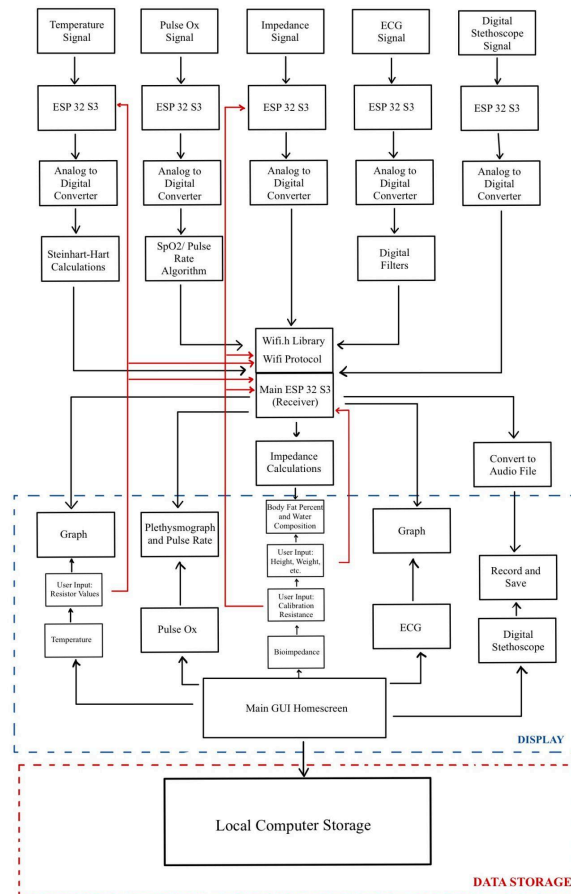 Temperature
Signal
Pulse Ox
Signal
Impedance
Signal
ECG
Signal
Digital
Stethoscope
Signal
ESP 32 S3
ESP 32 S3
ESP 32 S3
ESP 32 S3
ESP 32 S3
Analog to
Digital
Converter
Analog to
Digital
Converter
Analog to
Digital
Converter
Analog to
Digital
Converter
Analog to
Digital
Converter
Steinhart-Hart
Calculations
SpO2/ Pulse
Rate
Algorithm
Digital
Filters
Wifi.h Library
Wifi Protocol
Main ESP 32 S3
(Receiver)
Impedance
Calculations
Convert to
Audio File
Graph
Plethysmograph
and Pulse Rate
Body Fat Percent
and Water
Composition
Graph
User Input:
Height, Weight,
etc.
Record and
Save
User Input:
Resistor Values
User Input:
Calibration
Resistance
Temperature
Pulse Ox
Bioimpedance
ECG
Digital
Stethoscope
Main GUI Homescreen
DISPLAY
Local Computer Storage
DATA STORAGE